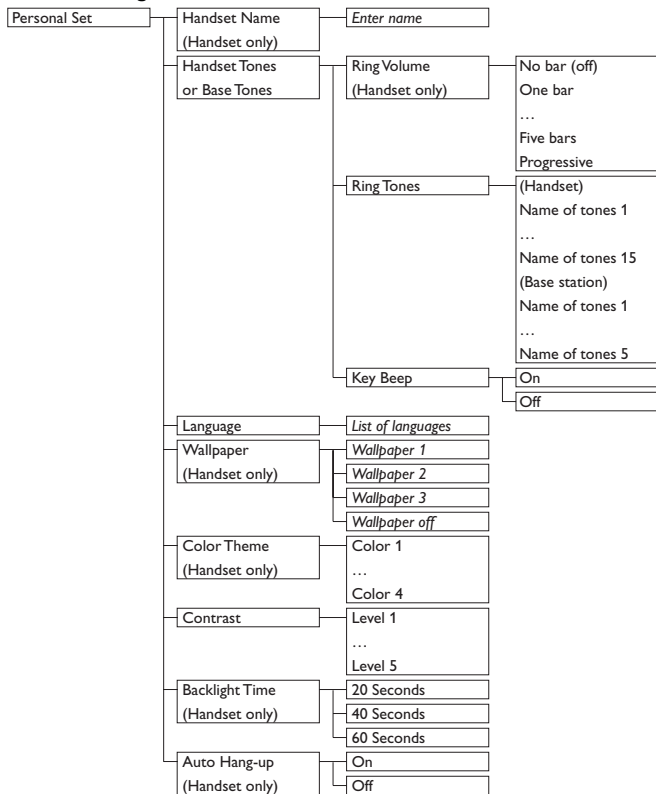 Personal Set
Handset Name
(Handset only)
Enter name
Handset Tones
or Base Tones
Ring Volume
(Handset only)
No bar (off)
One bar
…
Five bars
Progressive
Ring Tones
(Handset)
Name of tones 1
…
Name of tones 15
(Base station)
Name of tones 1
…
Name of tones 5
Key Beep
On
Off
Language
List of languages
Wallpaper
(Handset only)
Wallpaper 1
Wallpaper 2
Wallpaper 3
Wallpaper off
Color Theme
(Handset only)
Color 1
…
Color 4
Contrast
Level 1
…
Level 5
Backlight Time
(Handset only)
20 Seconds
40 Seconds
60 Seconds
Auto Hang-up
(Handset only)
On
Off